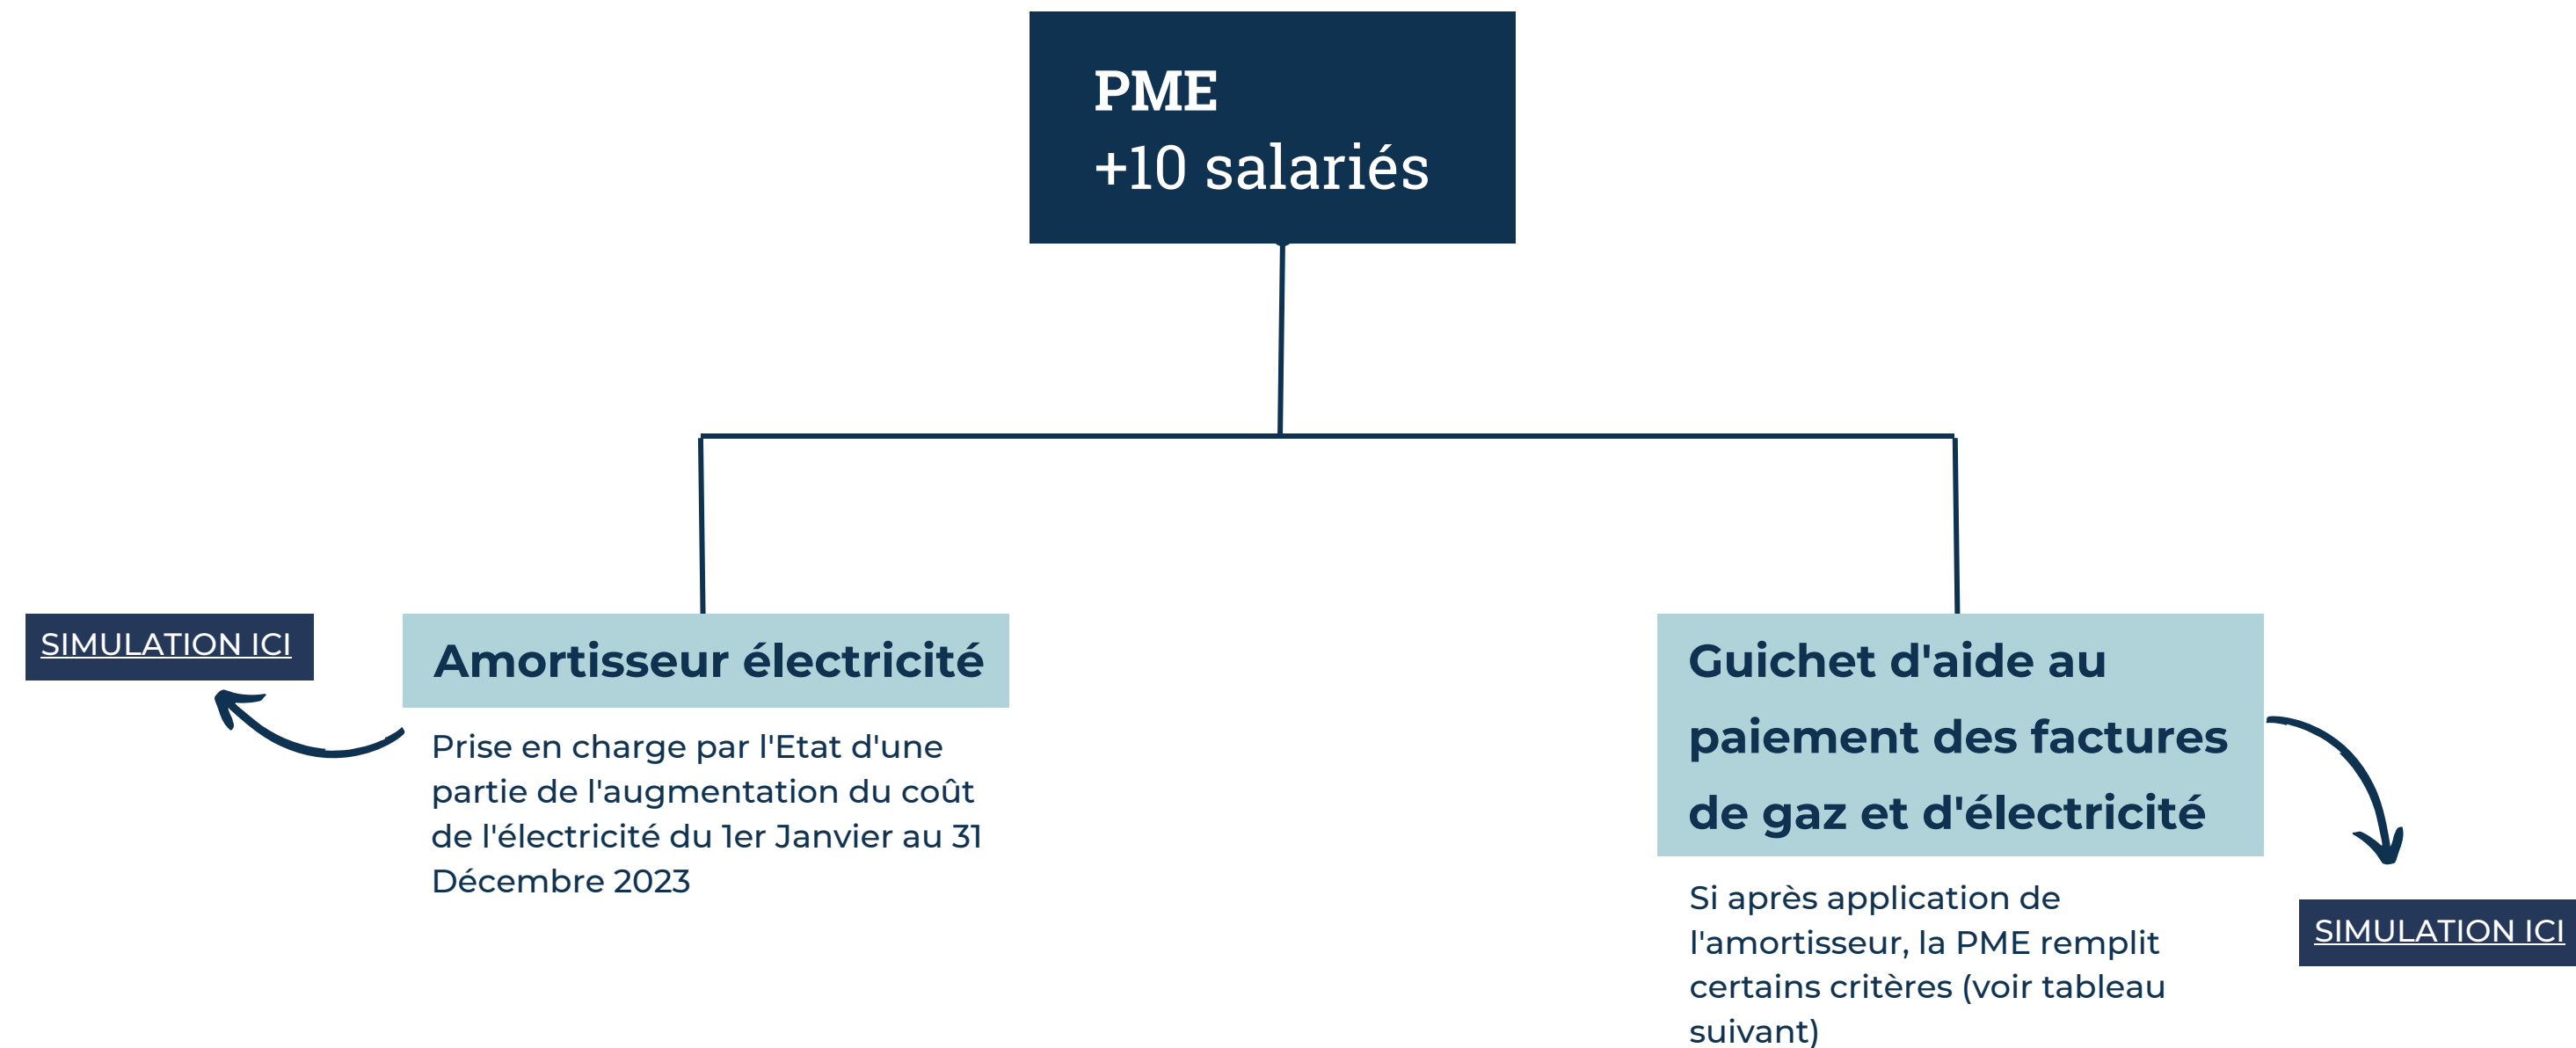 PME
+10 salariés
SIMULATION ICI
Amortisseur électricité
Prise en charge par l'Etat d'une
partie de l'augmentation du coût
de l'électricité du 1er Janvier au 31
Décembre 2023
Guichet d'aide au
paiement des factures
de gaz et d'électricité
Si après application de
l'amortisseur, la PME remplit
certains critères (voir tableau
suivant)
SIMULATION ICI